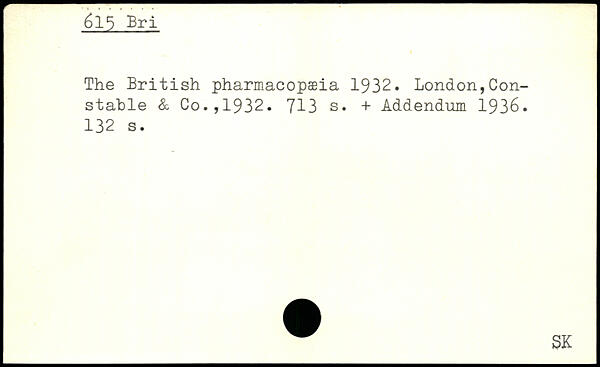 615 Bri
The British pharmacopæia 1932. London,Con-
stable & Co.,1932. 713 s. + Addendum 1936.
132 s.
SK